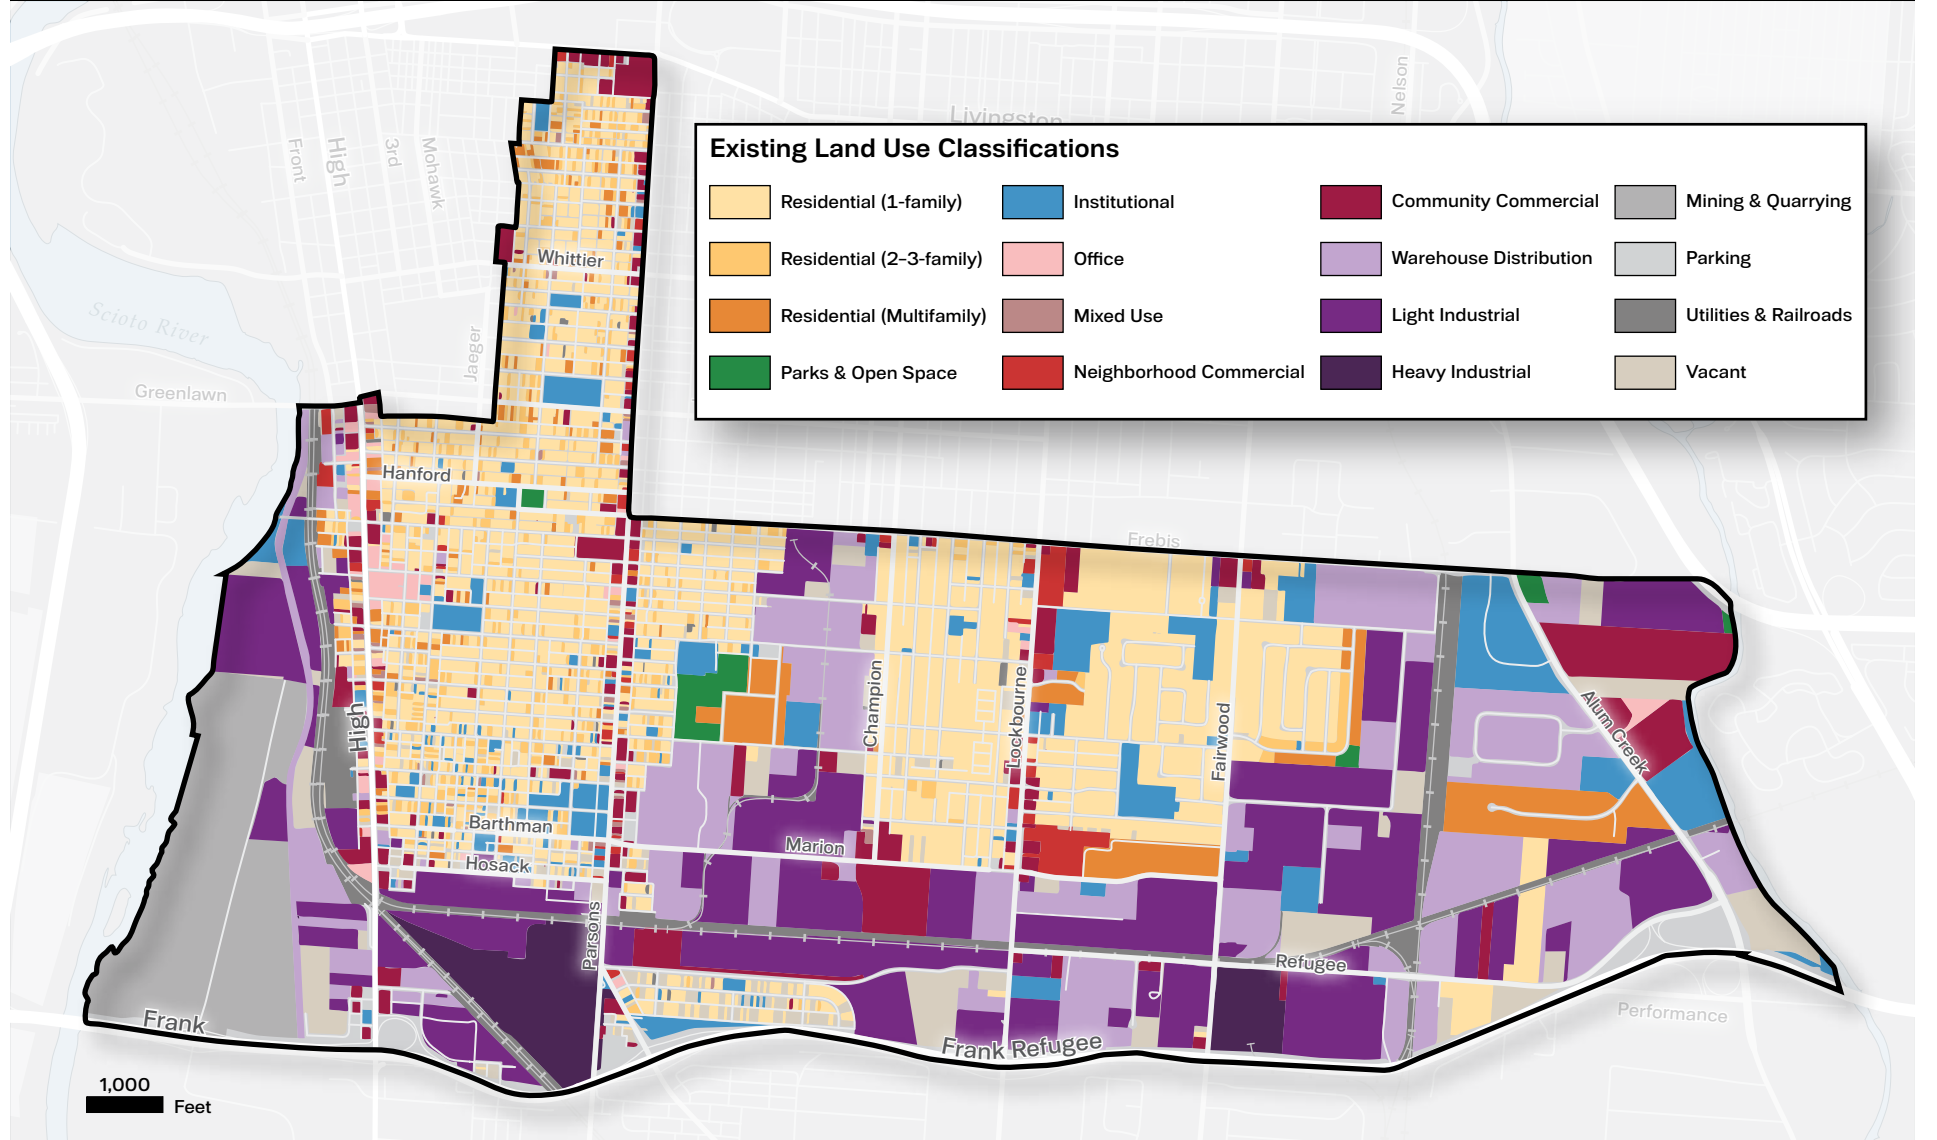 Livingston
Nelson
Front
High
3rd
Mohawk
Existing Land Use Classifications
Residential (1-family)
Institutional
Community Commercial
Mining & Quarrying
Residential (2–3-family)
Office
Warehouse Distribution
Parking
Residential (Multifamily)
Mixed Use
Light Industrial
Utilities & Railroads
Parks & Open Space
Neighborhood Commercial
Heavy Industrial
Vacant
Whittier
Scioto River
Jaeger
Greenlawn
Hanford
Frebis
High
Champion
Lockbourne
Fairwood
Alum Creek
Barthman
Marion
Hosack
Parsons
Refugee
Frank
Frank Refugee
Performance
1,000
Feet